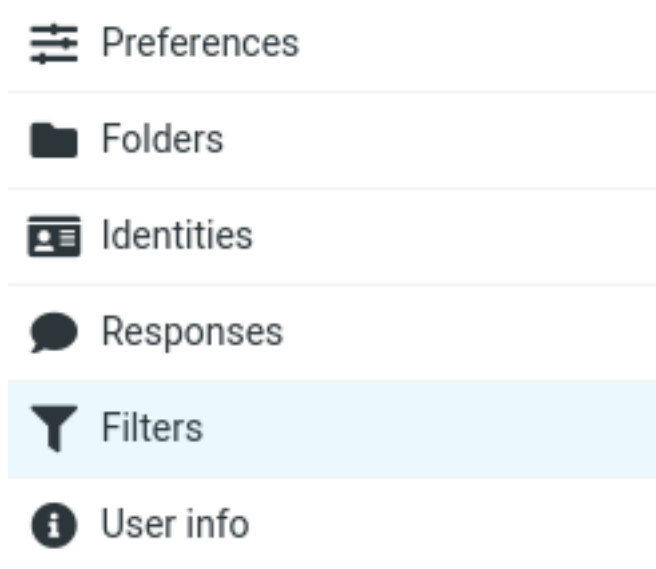 Preferences
Folders
Identities
Responses
Filters
User info